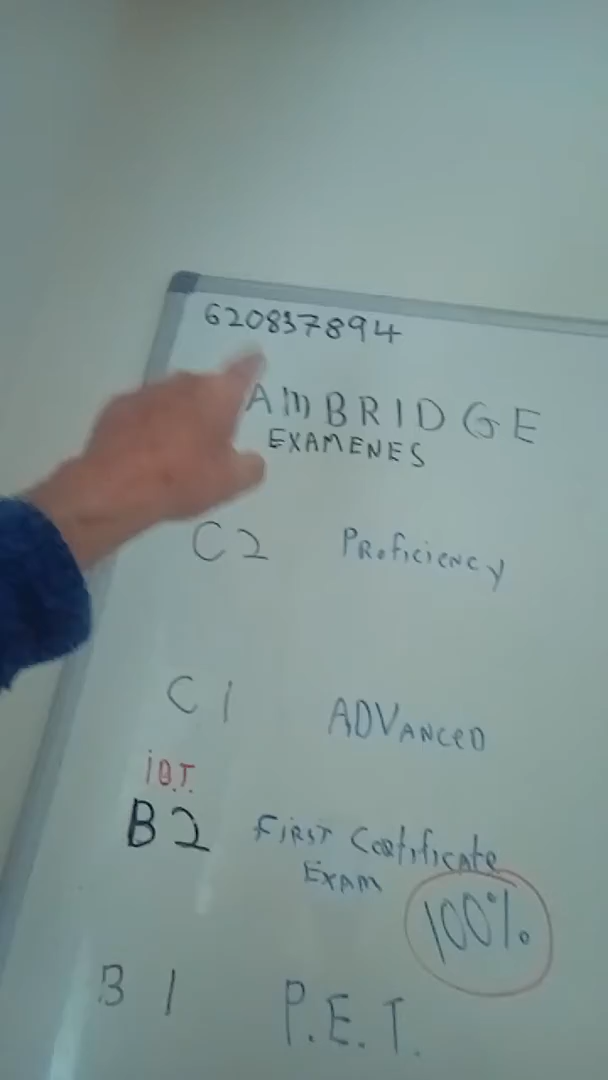 620837894
AMBRIDGE
EXAMENES
C2 PROFICIENCY
C1 ADVANCED
iBT.
B2 FIRST CERTIFICATE
EXAM
100%
B1 P.E.T.